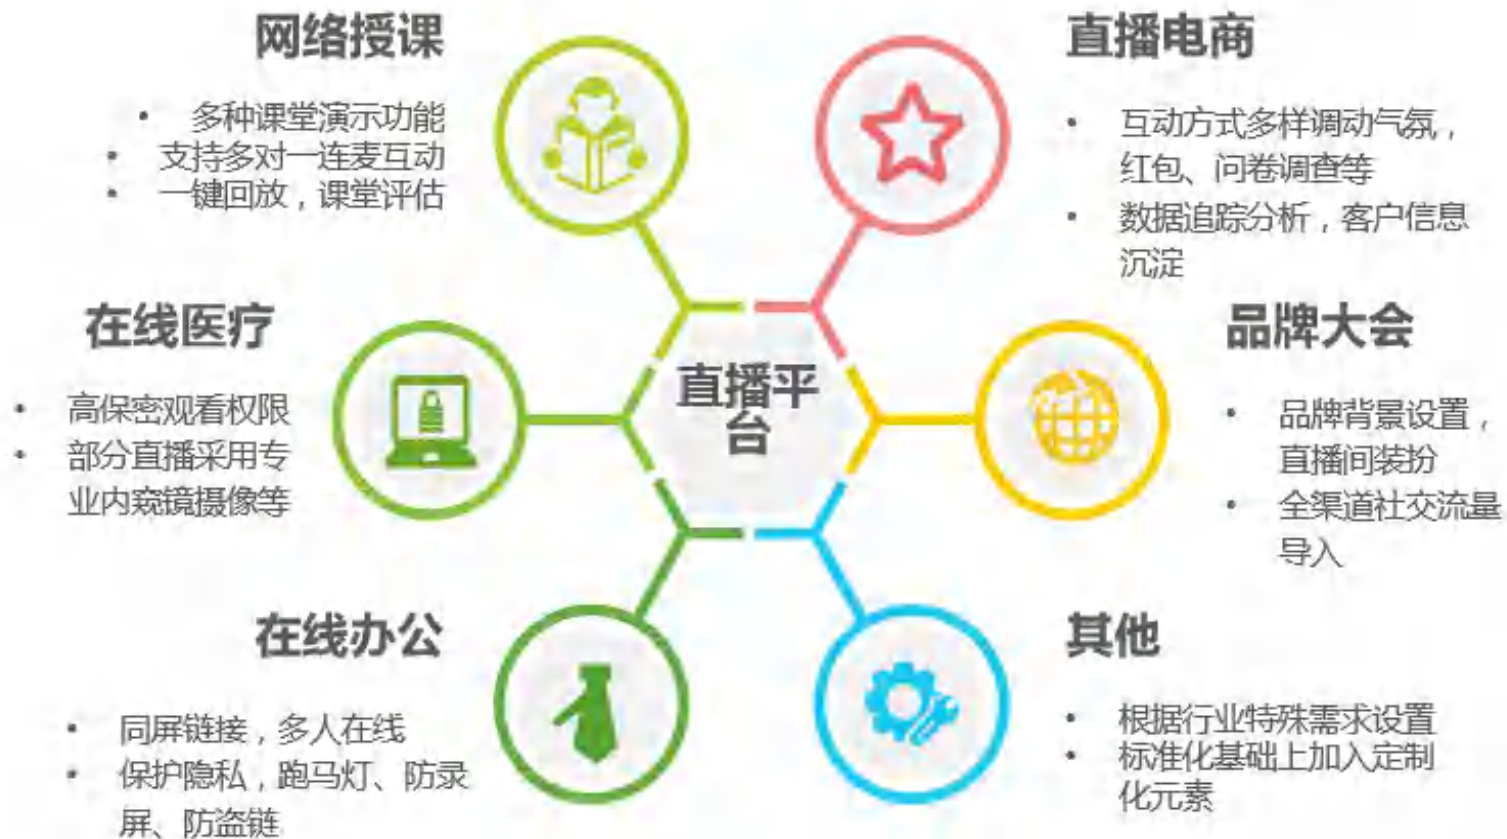 网络授课
• 多种课堂演示功能
• 支持多对一连麦互动
• 一键回放，课堂评估
直播电商
• 互动方式多样调动气氛，
红包、问卷调查等
• 数据追踪分析，客户信息
沉淀
在线医疗
• 高保密观看权限
• 部分直播采用专
业内窥镜摄像等
直播平
台
品牌大会
• 品牌背景设置，
直播间装扮
• 全渠道社交流量
导入
在线办公
• 同屏链接，多人在线
• 保护隐私，跑马灯、防录
屏、防盗链
其他
• 根据行业特殊需求设置
• 标准化基础上加入定制
化元素